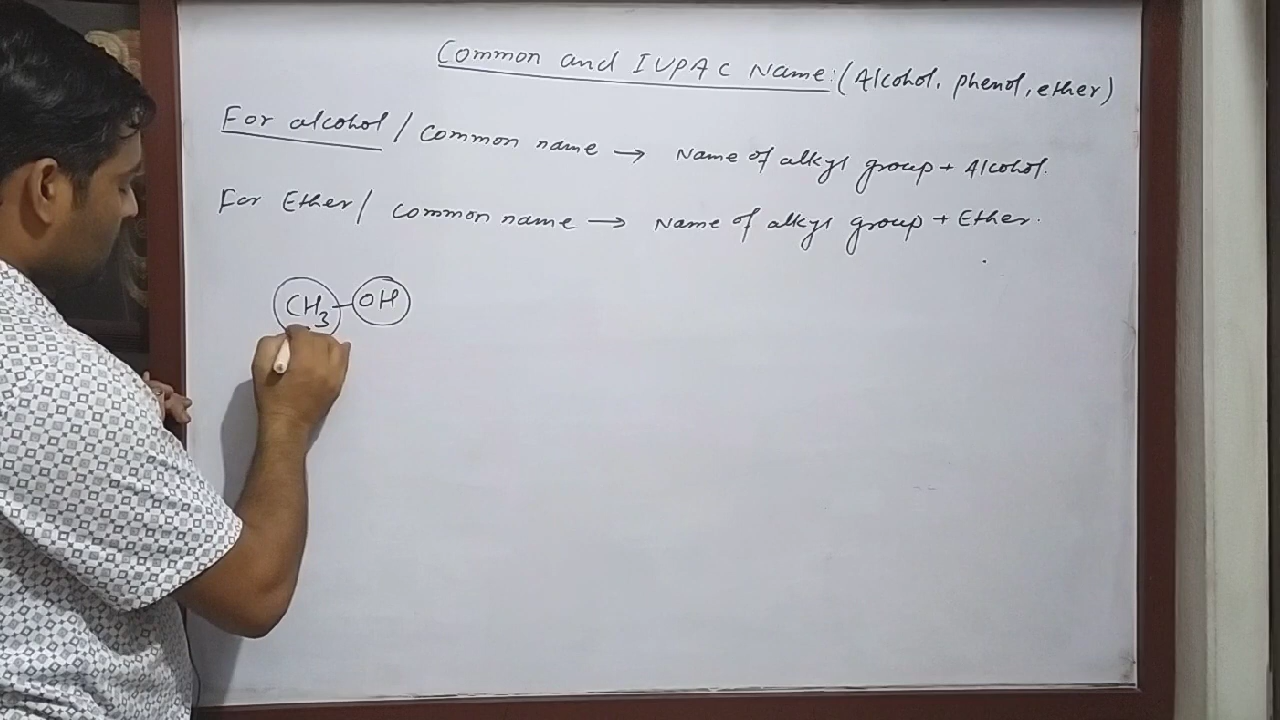 Common and IUPAC Name: (Alcohol, phenol, ether)
For alcohol / Common name → Name of alkyl group + Alcohol.
For Ether / Common name → Name of alkyl group + Ether.
CH3-OH